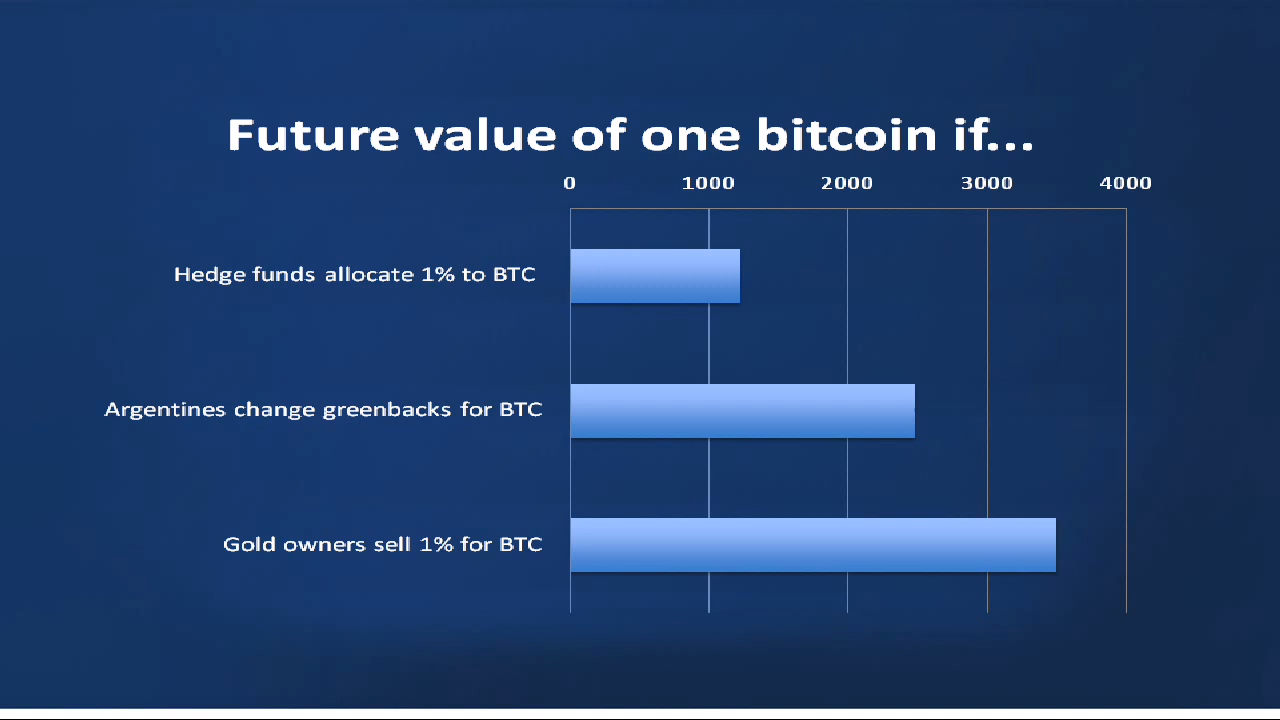 Future value of one bitcoin if...
0 1000 2000 3000 4000
Hedge funds allocate 1% to BTC
Argentines change greenbacks for BTC
Gold owners sell 1% for BTC